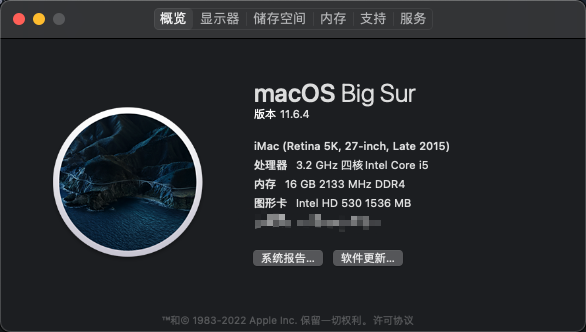 概览 显示器 储存空间 内存 支持 服务
macOS Big Sur
版本 11.6.4
iMac (Retina 5K, 27-inch, Late 2015)
处理器 3.2 GHz 四核Intel Core i5
内存 16 GB 2133 MHz DDR4
图形卡 Intel HD 530 1536 MB
系统报告... 软件更新...
™和© 1983-2022 Apple Inc. 保留一切权利。许可协议